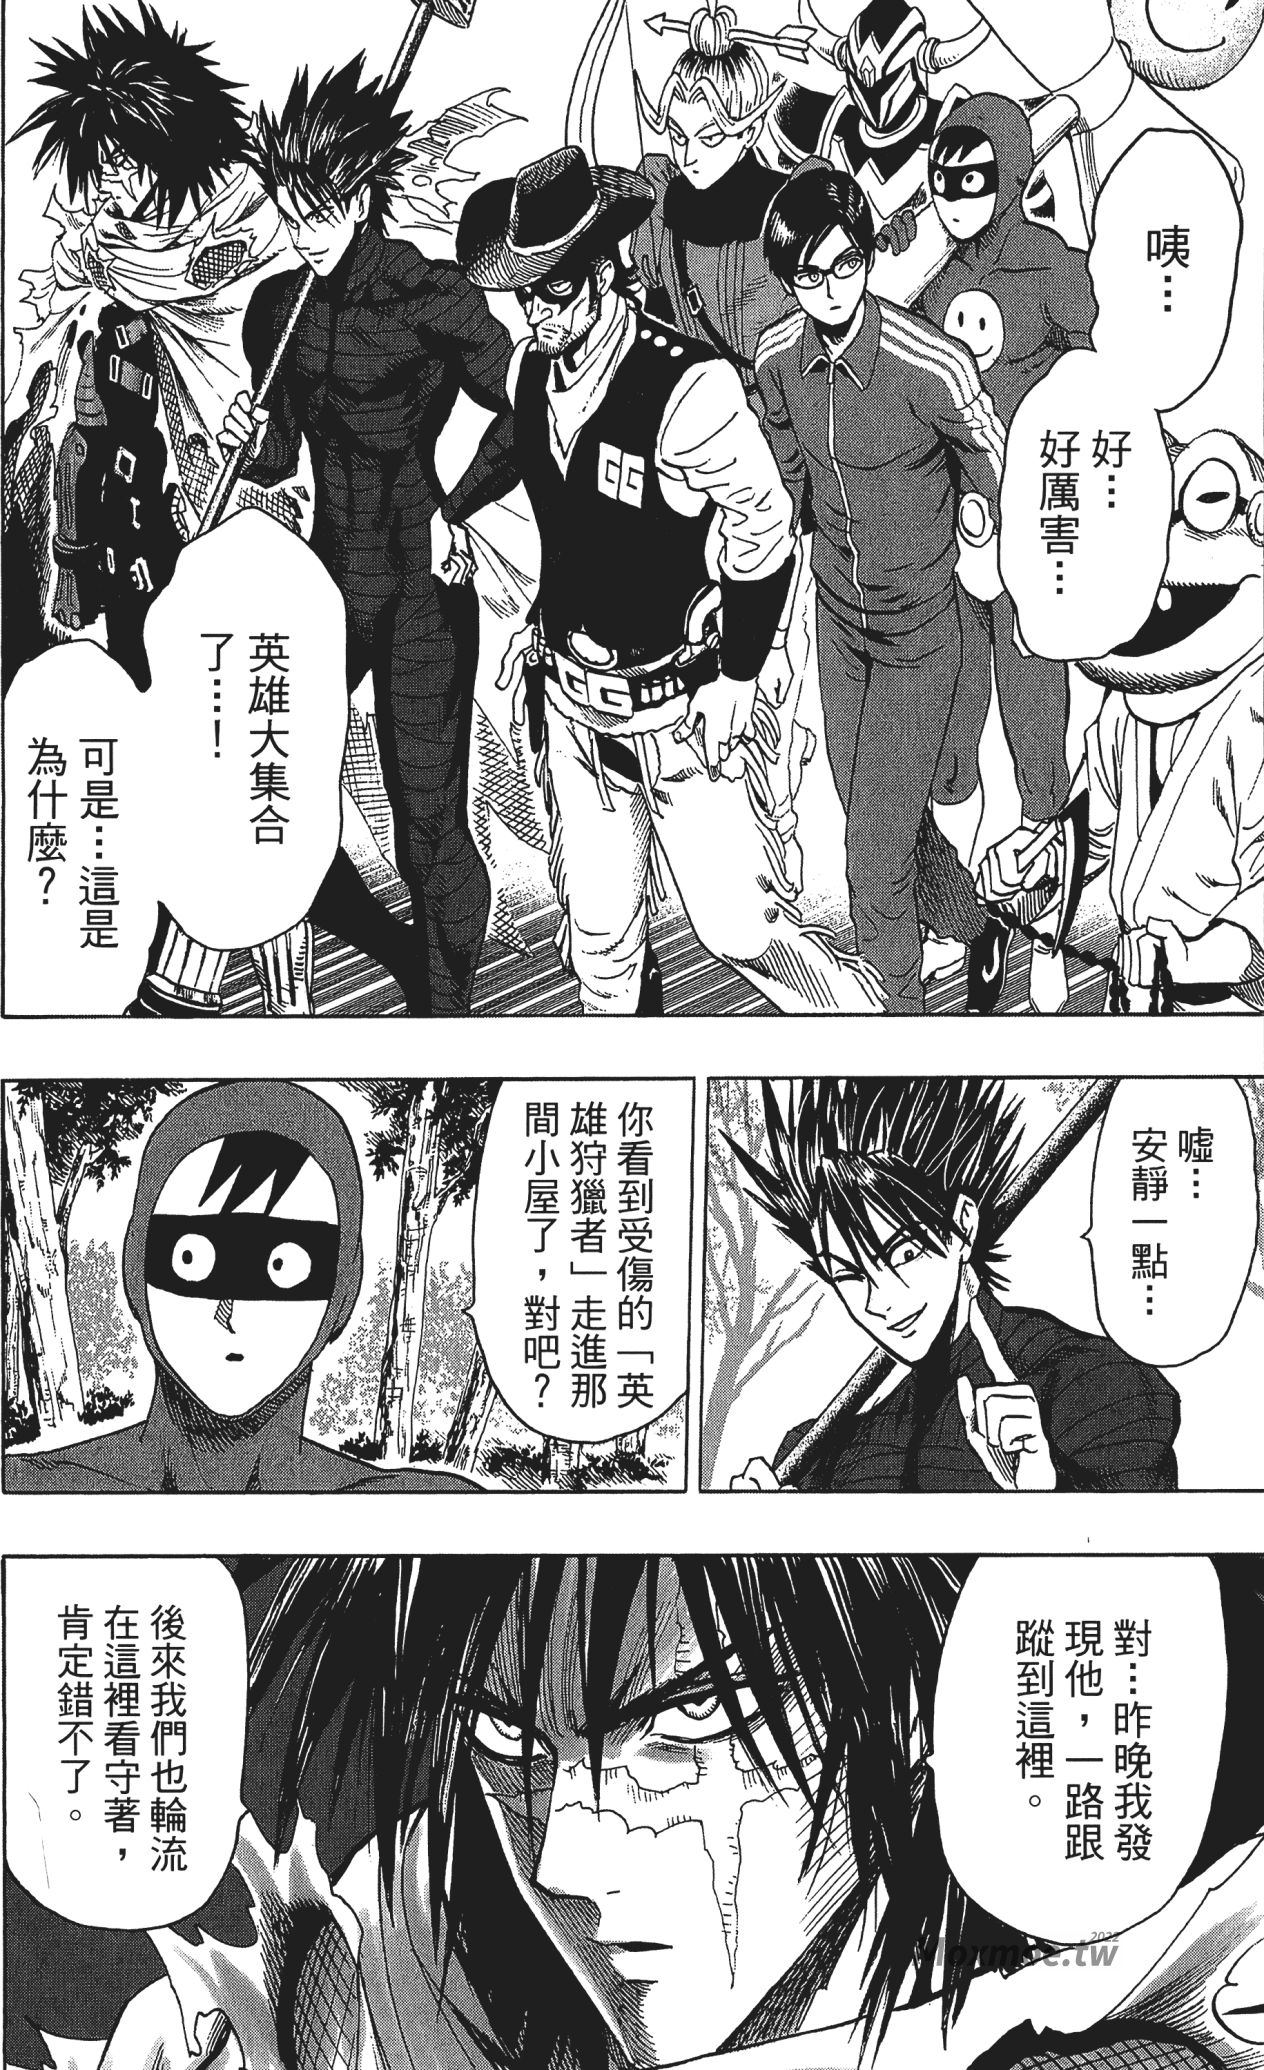 咦…
好…
好厲害…
英雄大集合
了…！
可是…這是
為什麼？
噓…
安靜一點…
你看到受傷的「英
雄狩獵者」走進那
間小屋了，對吧？
對…昨晚我發
現他，一路跟
蹤到這裡。
後來我們也輪流
在這裡看守著，
肯定錯不了。
GG
GG
2022